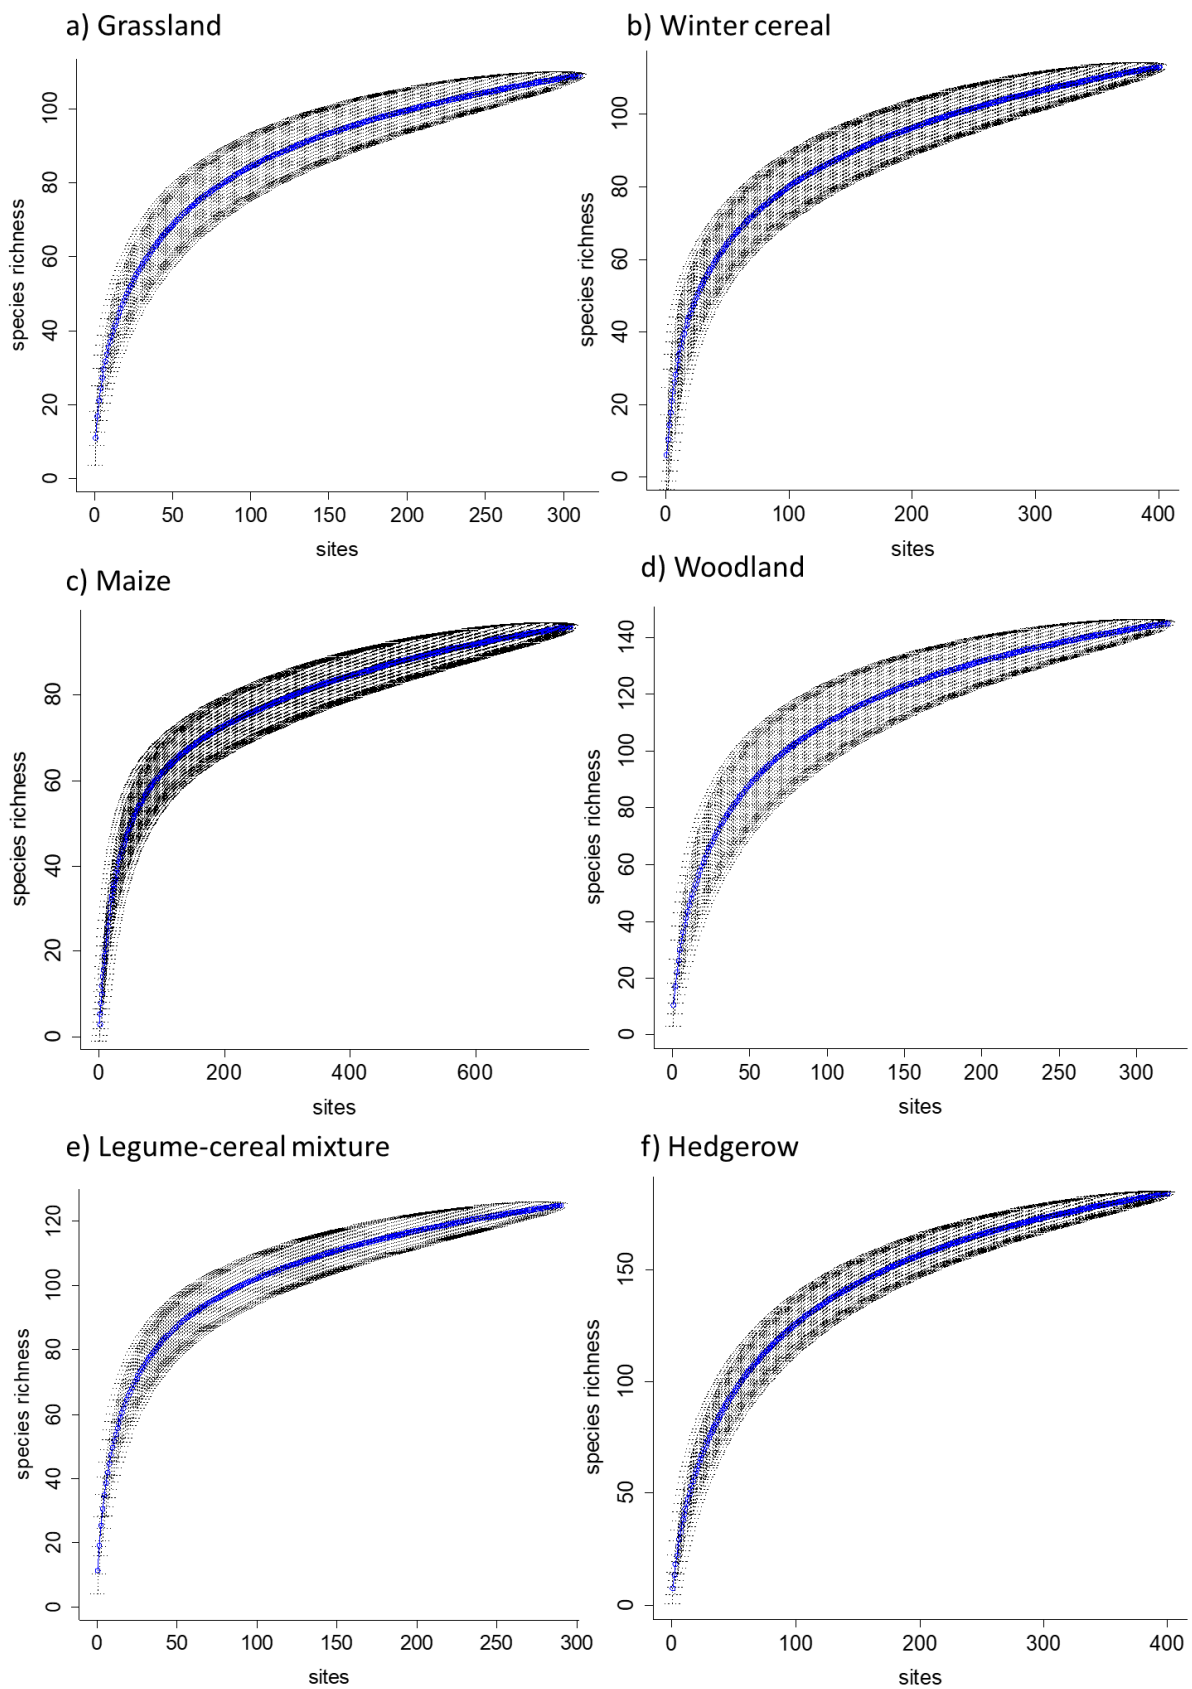 a) Grassland
species richness
0 20 40 60 80 100
0 50 100 150 200 250 300
sites
b) Winter cereal
species richness
0 20 40 60 80 100
0 100 200 300 400
sites
c) Maize
species richness
0 20 40 60 80
0 200 400 600
sites
d) Woodland
species richness
0 20 40 60 80 100 120 140
0 50 100 150 200 250 300
sites
e) Legume-cereal mixture
species richness
0 20 40 60 80 100 120
0 50 100 150 200 250 300
sites
f) Hedgerow
species richness
0 50 100 150
0 100 200 300 400
sites